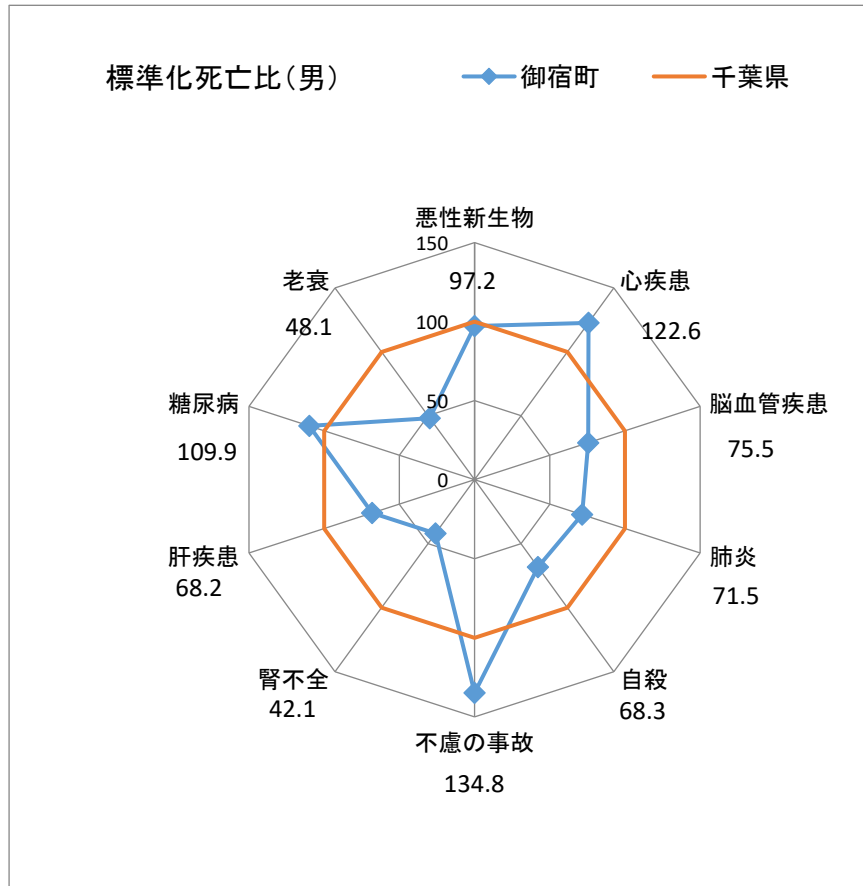 標準化死亡比(男) 御宿町 千葉県
悪性新生物
150
97.2
心疾患
122.6
老衰
48.1
100
糖尿病
109.9
脳血管疾患
75.5
50
0
肝疾患
68.2
肺炎
71.5
腎不全
42.1
自殺
68.3
不慮の事故
134.8